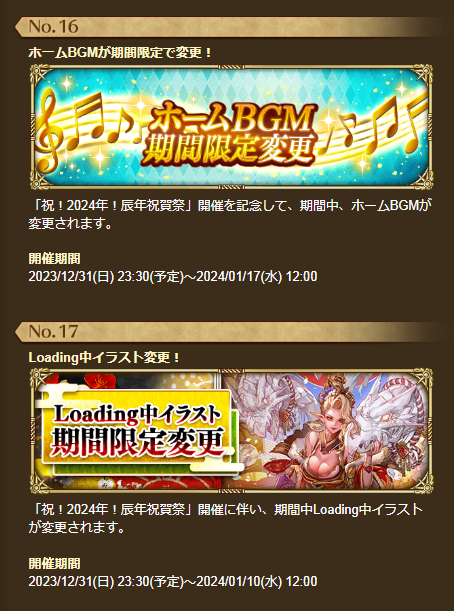 No.16
ホームBGMが期間限定で変更！
ホームBGM
期間限定変更
「祝！2024年！辰年祝賀祭」開催を記念して、期間中、ホームBGMが
変更されます。
開催期間
2023/12/31(日) 23:30(予定)～2024/01/17(水) 12:00
No.17
Loading中イラスト変更！
Loading中イラスト
期間限定変更
「祝！2024年！辰年祝賀祭」開催に伴い、期間中Loading中イラスト
が変更されます。
開催期間
2023/12/31(日) 23:30(予定)～2024/01/10(水) 12:00